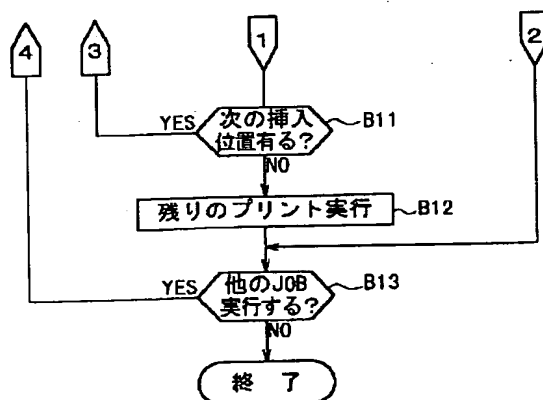 4
3
1
2
YES
次の挿入
位置有る?
B11
NO
残りのプリント実行
B12
YES
他のJOB
実行する?
B13
NO
終 了